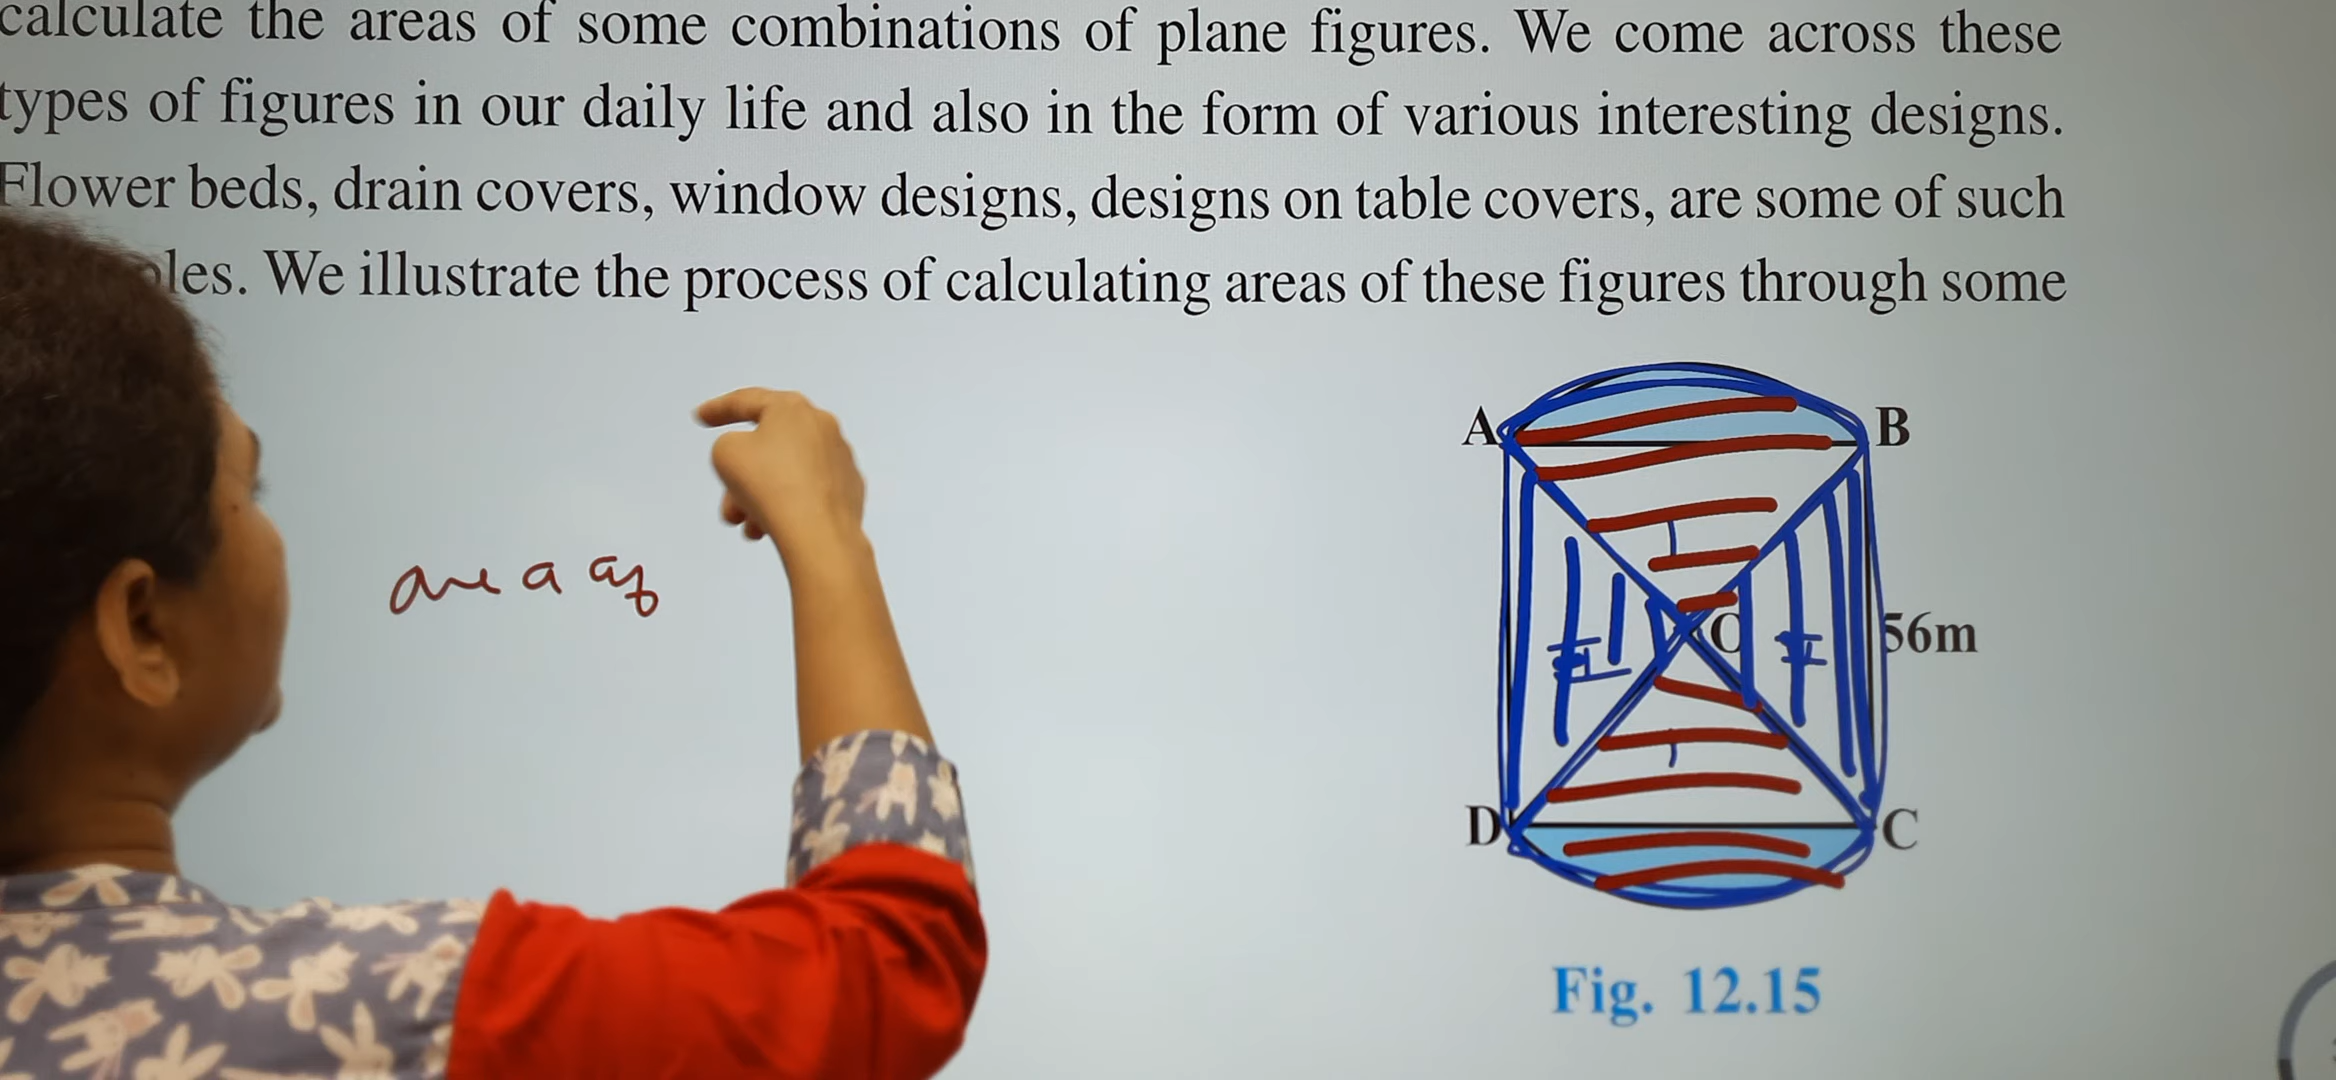 calculate the areas of some combinations of plane figures. We come across these
types of figures in our daily life and also in the form of various interesting designs.
Flower beds, drain covers, window designs, designs on table covers, are some of such
les. We illustrate the process of calculating areas of these figures through some
A
B
area of
O
56m
D
C
Fig. 12.15